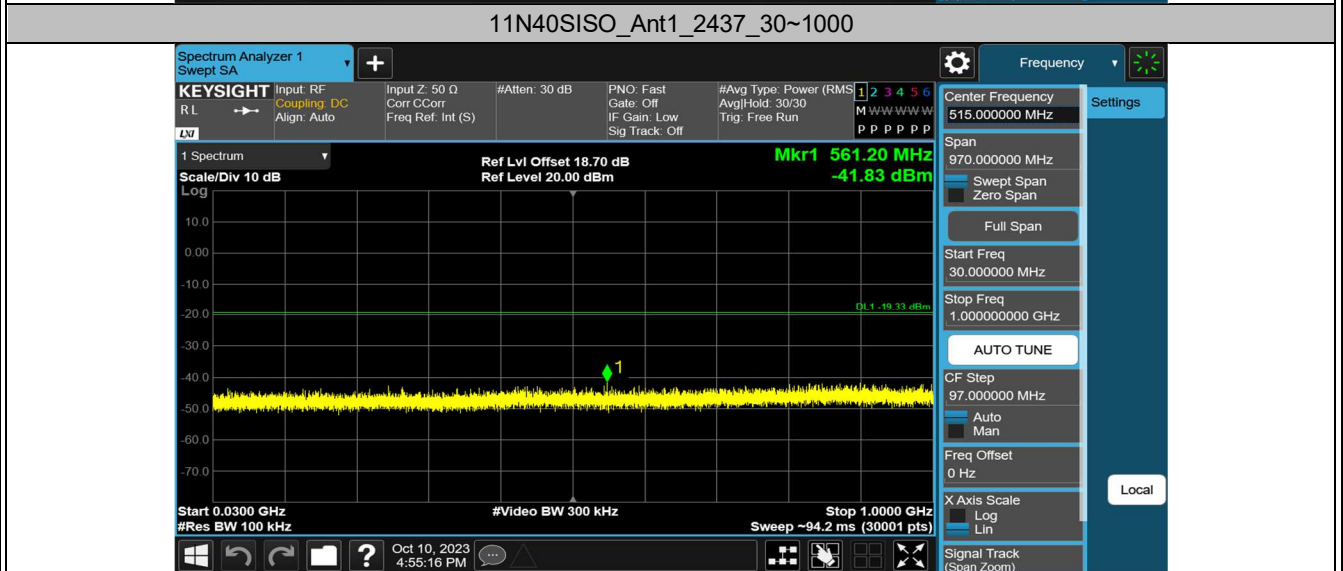 11N40SISO_Ant1_2437_30~1000
Spectrum Analyzer 1
Swept SA
Frequency
KEYSIGHT
RL
LXI
Input: RF
Coupling: DC
Align: Auto
Input Z: 50 Ω
Corr CCorr
Freq Ref: Int (S)
#Atten: 30 dB
PNO: Fast
Gate: Off
IF Gain: Low
Sig Track: Off
#Avg Type: Power (RMS
Avg|Hold: 30/30
Trig: Free Run
1 2 3 4 5 6
M W W W W W
P P P P P P
Center Frequency
515.000000 MHz
Settings
1 Spectrum
Scale/Div 10 dB
Ref Lvl Offset 18.70 dB
Ref Level 20.00 dBm
Mkr1 561.20 MHz
-41.83 dBm
Span
970.000000 MHz
Swept Span
Zero Span
Full Span
Start Freq
30.000000 MHz
Stop Freq
1.000000000 GHz
AUTO TUNE
CF Step
97.000000 MHz
Auto
Man
Freq Offset
0 Hz
X Axis Scale
Log
Lin
Signal Track
(Span Zoom)
Local
Log
10.0
0.00
-10.0
-20.0
-30.0
-40.0
-50.0
-60.0
-70.0
DL1 -19.33 dBm
1
Start 0.0300 GHz
#Res BW 100 kHz
#Video BW 300 kHz
Stop 1.0000 GHz
Sweep ~94.2 ms (30001 pts)
?
Oct 10, 2023
4:55:16 PM